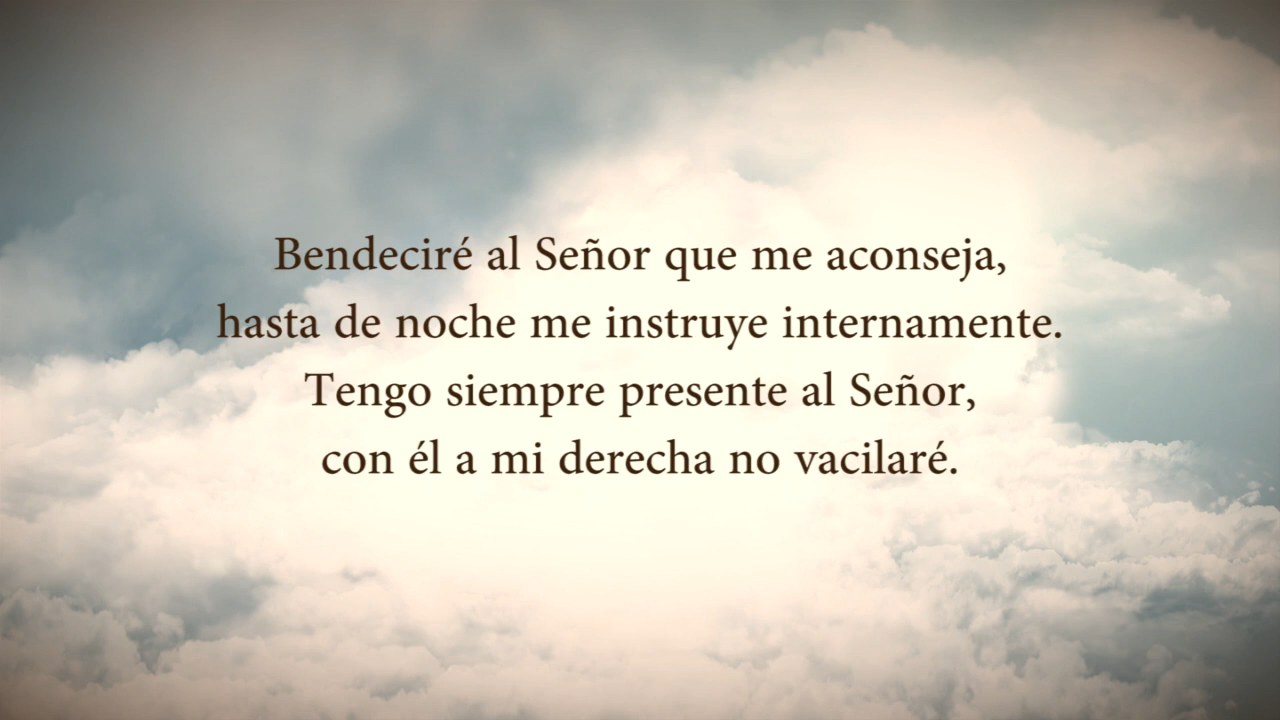 Bendeciré al Señor que me aconseja,
hasta de noche me instruye internamente.
Tengo siempre presente al Señor,
con él a mi derecha no vacilaré.